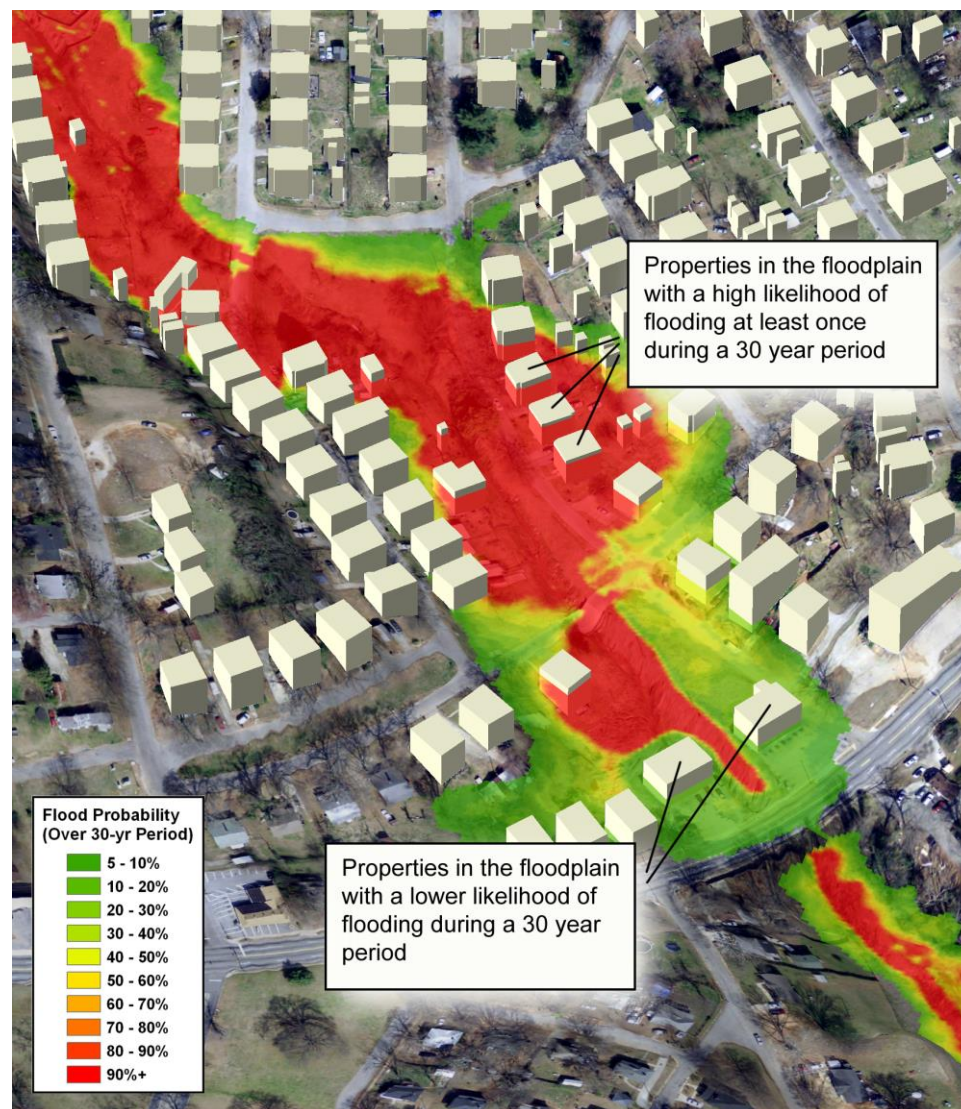 Properties in the floodplain
with a high likelihood of
flooding at least once
during a 30 year period
Properties in the floodplain
with a lower likelihood of
flooding during a 30 year
period
Flood Probability
(Over 30-yr Period)
5 - 10%
10 - 20%
20 - 30%
30 - 40%
40 - 50%
50 - 60%
60 - 70%
70 - 80%
80 - 90%
90%+